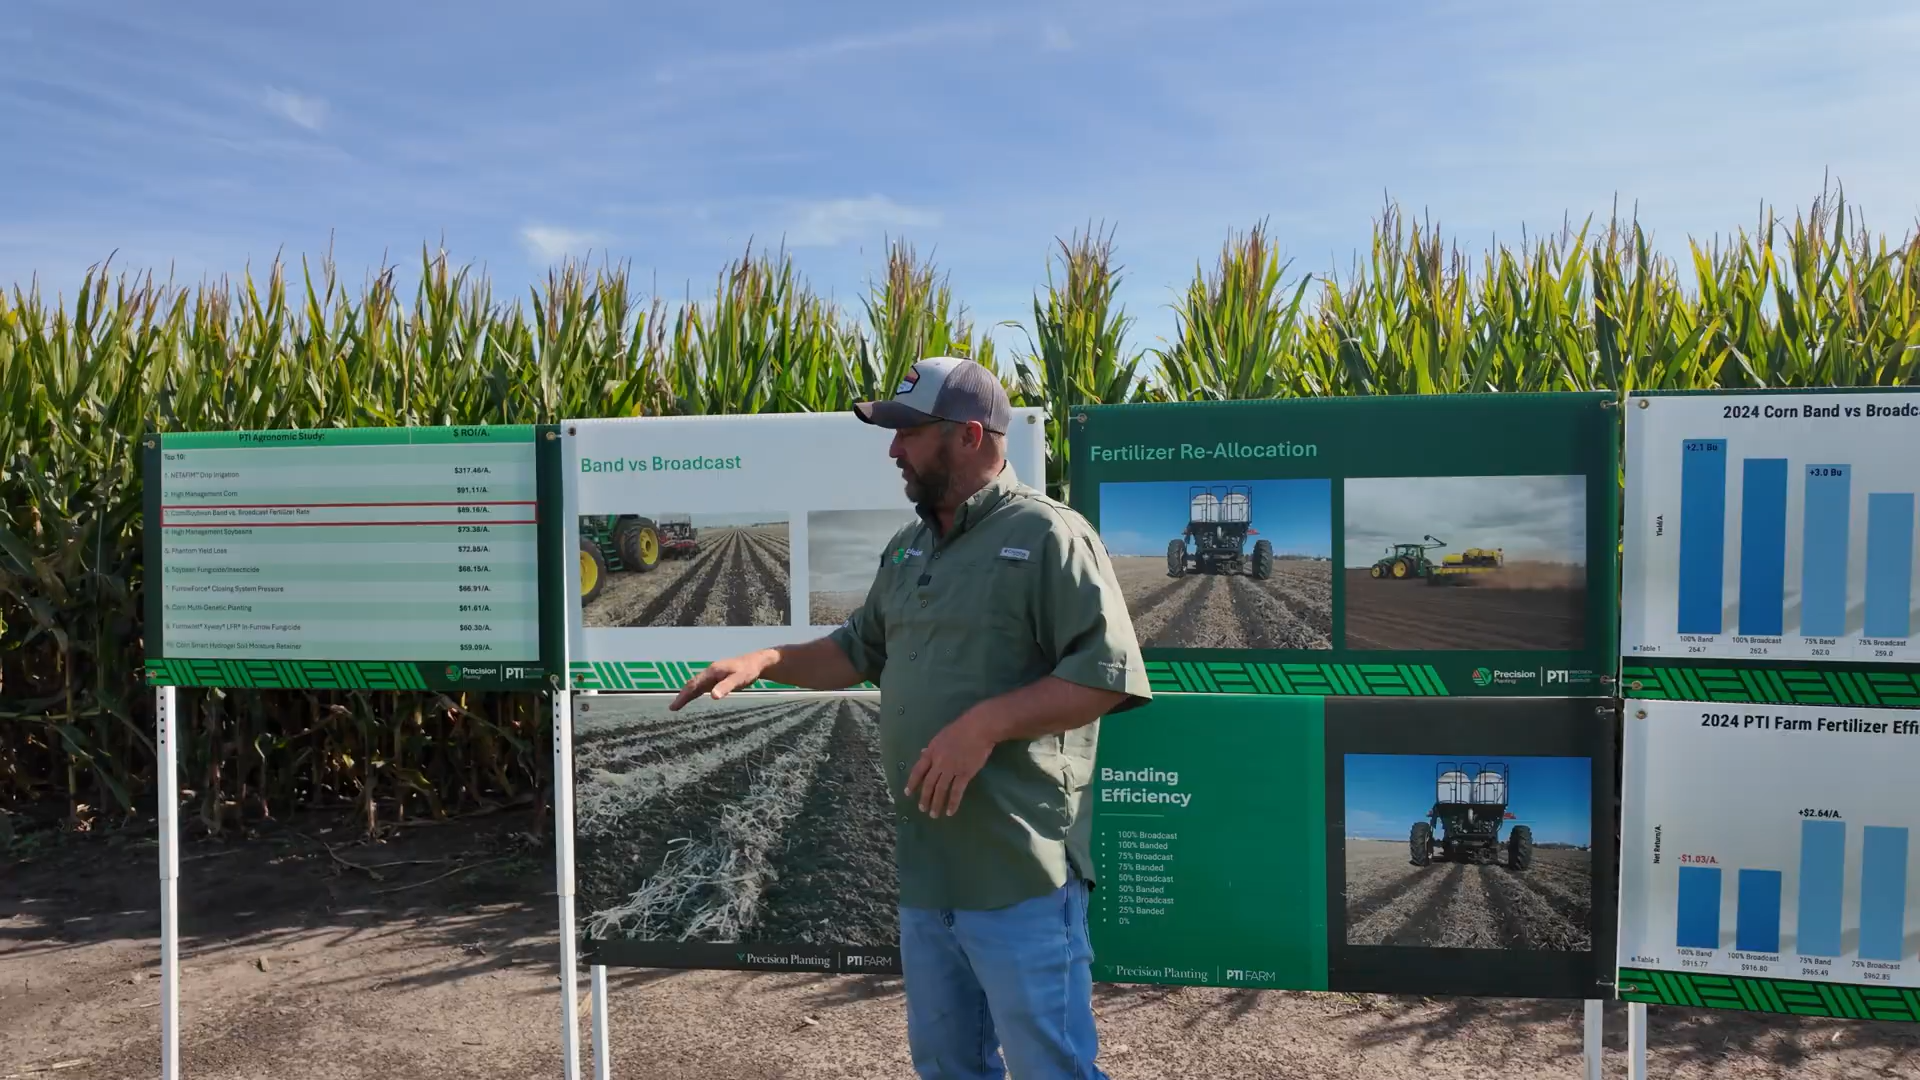 PTI Agronomic Study: $ ROI/A.
Top 10:
1. NETAFIM™ Drip Irrigation $317.46/A.
2. High Management Corn $91.11/A.
3. Corn/Soybean Band vs. Broadcast Fertilizer Rate $89.16/A.
4. High Management Soybeans $73.38/A.
5. Phantom Yield Loss $72.88/A.
6. Soybean Fungicide/Insecticide $68.15/A.
7. FurrowForce® Closing System Pressure $66.91/A.
8. Corn Multi-Genetic Planting $61.61/A.
9. Furrowjet® Xyway® LFR® In-Furrow Fungicide $60.30/A.
10. Corn Smart Hydrogel Soil Moisture Retainer $59.09/A.
Precision Planting PTI
Band vs Broadcast
Precision Planting PTI FARM
Fertilizer Re-Allocation
Precision Planting PTI
Banding
Efficiency
• 100% Broadcast
• 100% Banded
• 75% Broadcast
• 75% Banded
• 50% Broadcast
• 50% Banded
• 25% Broadcast
• 25% Banded
• 0%
Precision Planting PTI FARM
2024 Corn Band vs Broadc
+2.1 Bu
+3.0 Bu
Yield/A.
100% Band 100% Broadcast 75% Band 75% Broadcast
Table 1 264.7 262.6 262.0 259.0
2024 PTI Farm Fertilizer Effi
+$2.64/A.
-$1.03/A.
Net Return/A.
100% Band 100% Broadcast 75% Band 75% Broadcast
Table 3 $915.77 $916.80 $965.49 $962.85